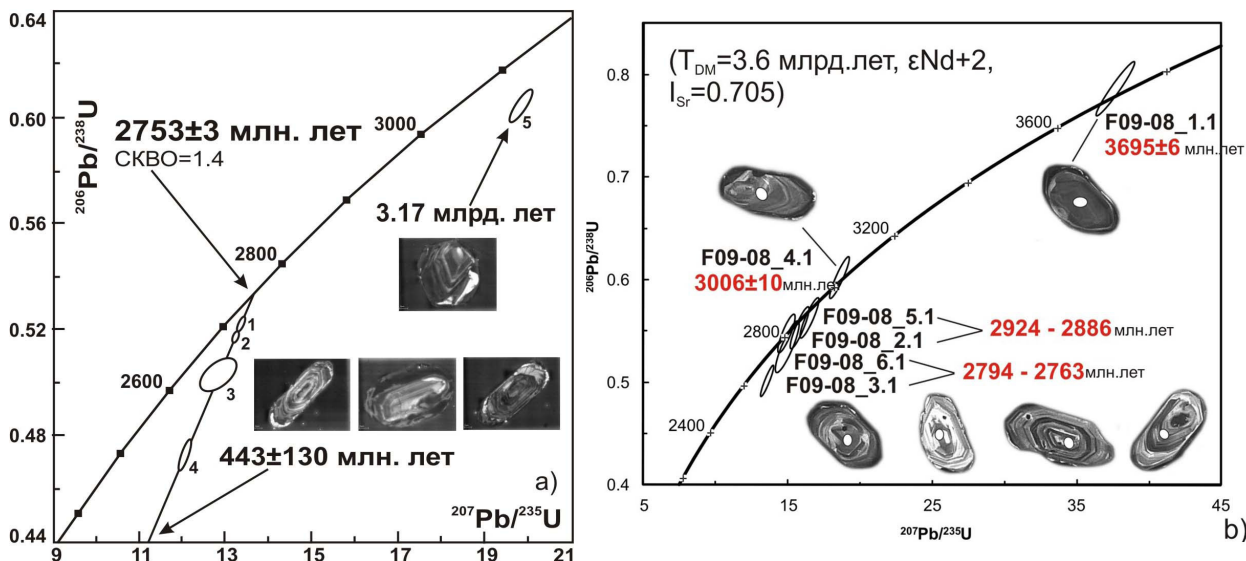 0.64
0.60
0.56
0.52
0.48
0.44
206Pb/238U
2753±3 млн. лет
СКВО=1.4
3000
2800
2600
5
3.17 млрд. лет
1
2
3
4
443±130 млн. лет
a)
207Pb/235U
9
11
13
15
17
19
21
(TDM=3.6 млрд.лет, εNd+2,
ISr=0.705)
0.8
0.7
0.6
0.5
0.4
206Pb/238U
3600
3200
2800
2400
F09-08_1.1
3695±6 млн.лет
F09-08_4.1
3006±10млн.лет
F09-08_5.1
F09-08_2.1
2924 - 2886 млн.лет
F09-08_6.1
F09-08_3.1
2794 - 2763млн.лет
5
15
25
35
45
207Pb/235U
b)